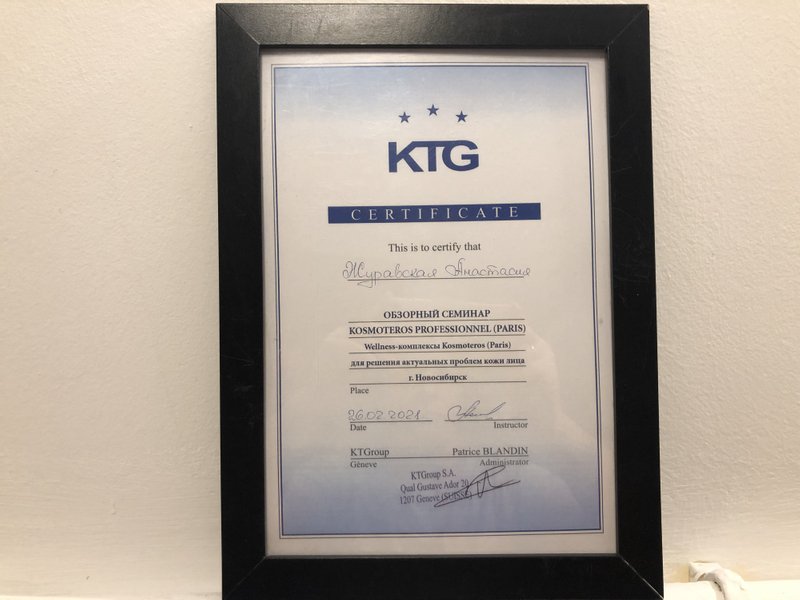 KTG
CERTIFICATE
This is to certify that
Журавская Анастасия
ОБЗОРНЫЙ СЕМИНАР
KOSMOTEROS PROFESSIONNEL (PARIS)
Wellness-комплексы Kosmoteros (Paris)
для решения актуальных проблем кожи лица
г. Новосибирск
Place
26.02.2021
Date Instructor
KTGroup Patrice BLANDIN
Genève Administrator
KTGroup S.A.
Quai Gustave Ador 20
1207 Geneve (SUISSE)